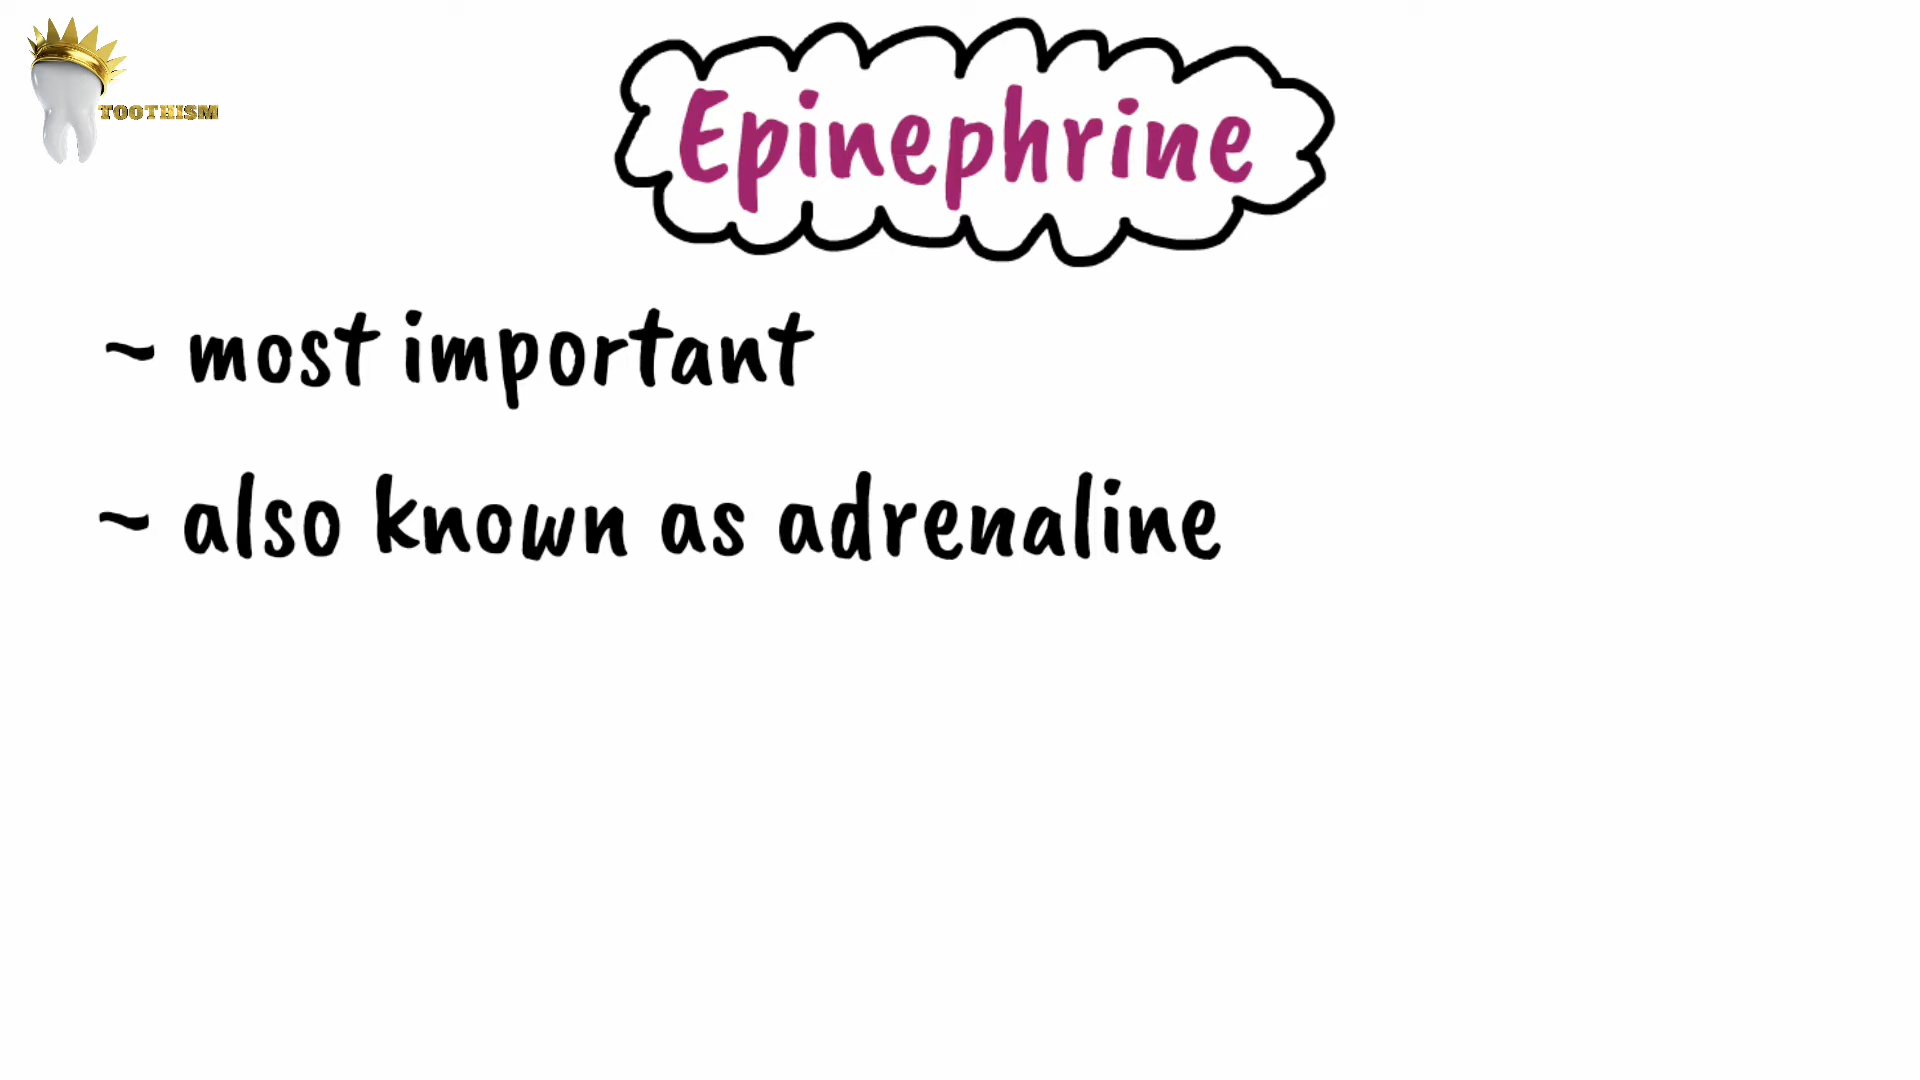 TOOTHISM
Epinephrine
~ most important
~ also known as adrenaline